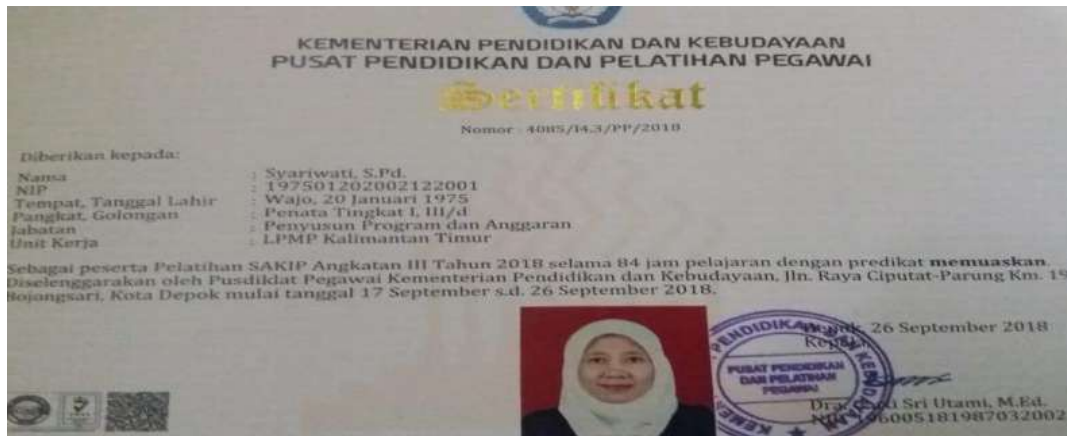 KEMENTERIAN PENDIDIKAN DAN KEBUDAYAAN
PUSAT PENDIDIKAN DAN PELATIHAN PEGAWAI
Sertifikat
Nomor : 4085/I4.3/PP/2018
Diberikan kepada:
Nama : Syariwati, S.Pd.
NIP : 197501202002122001
Tempat, Tanggal Lahir : Wajo, 20 Januari 1975
Pangkat, Golongan : Penata Tingkat I, III/d
Jabatan : Penyusun Program dan Anggaran
Unit Kerja : LPMP Kalimantan Timur
Sebagai peserta Pelatihan SAKIP Angkatan III Tahun 2018 selama 84 jam pelajaran dengan predikat memuaskan.
Diselenggarakan oleh Pusdiklat Pegawai Kementerian Pendidikan dan Kebudayaan, Jln. Raya Ciputat-Parung Km. 19
Bojongsari, Kota Depok mulai tanggal 17 September s.d. 26 September 2018.
26 September 2018
PUSAT PENDIDIKAN
DAN PELATIHAN
PEGAWAI
Sri Utami, M.Ed.